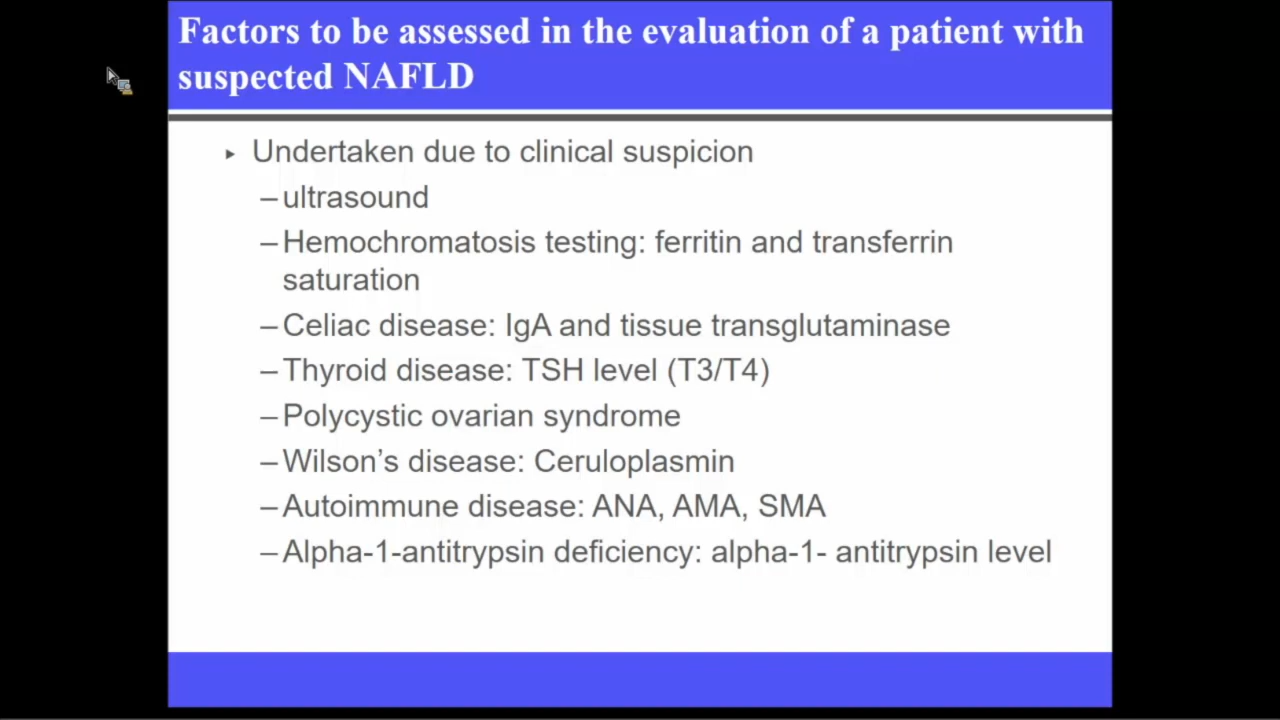 Factors to be assessed in the evaluation of a patient with
suspected NAFLD
▸ Undertaken due to clinical suspicion
–ultrasound
–Hemochromatosis testing: ferritin and transferrin
saturation
–Celiac disease: IgA and tissue transglutaminase
–Thyroid disease: TSH level (T3/T4)
–Polycystic ovarian syndrome
–Wilson’s disease: Ceruloplasmin
–Autoimmune disease: ANA, AMA, SMA
–Alpha-1-antitrypsin deficiency: alpha-1- antitrypsin level